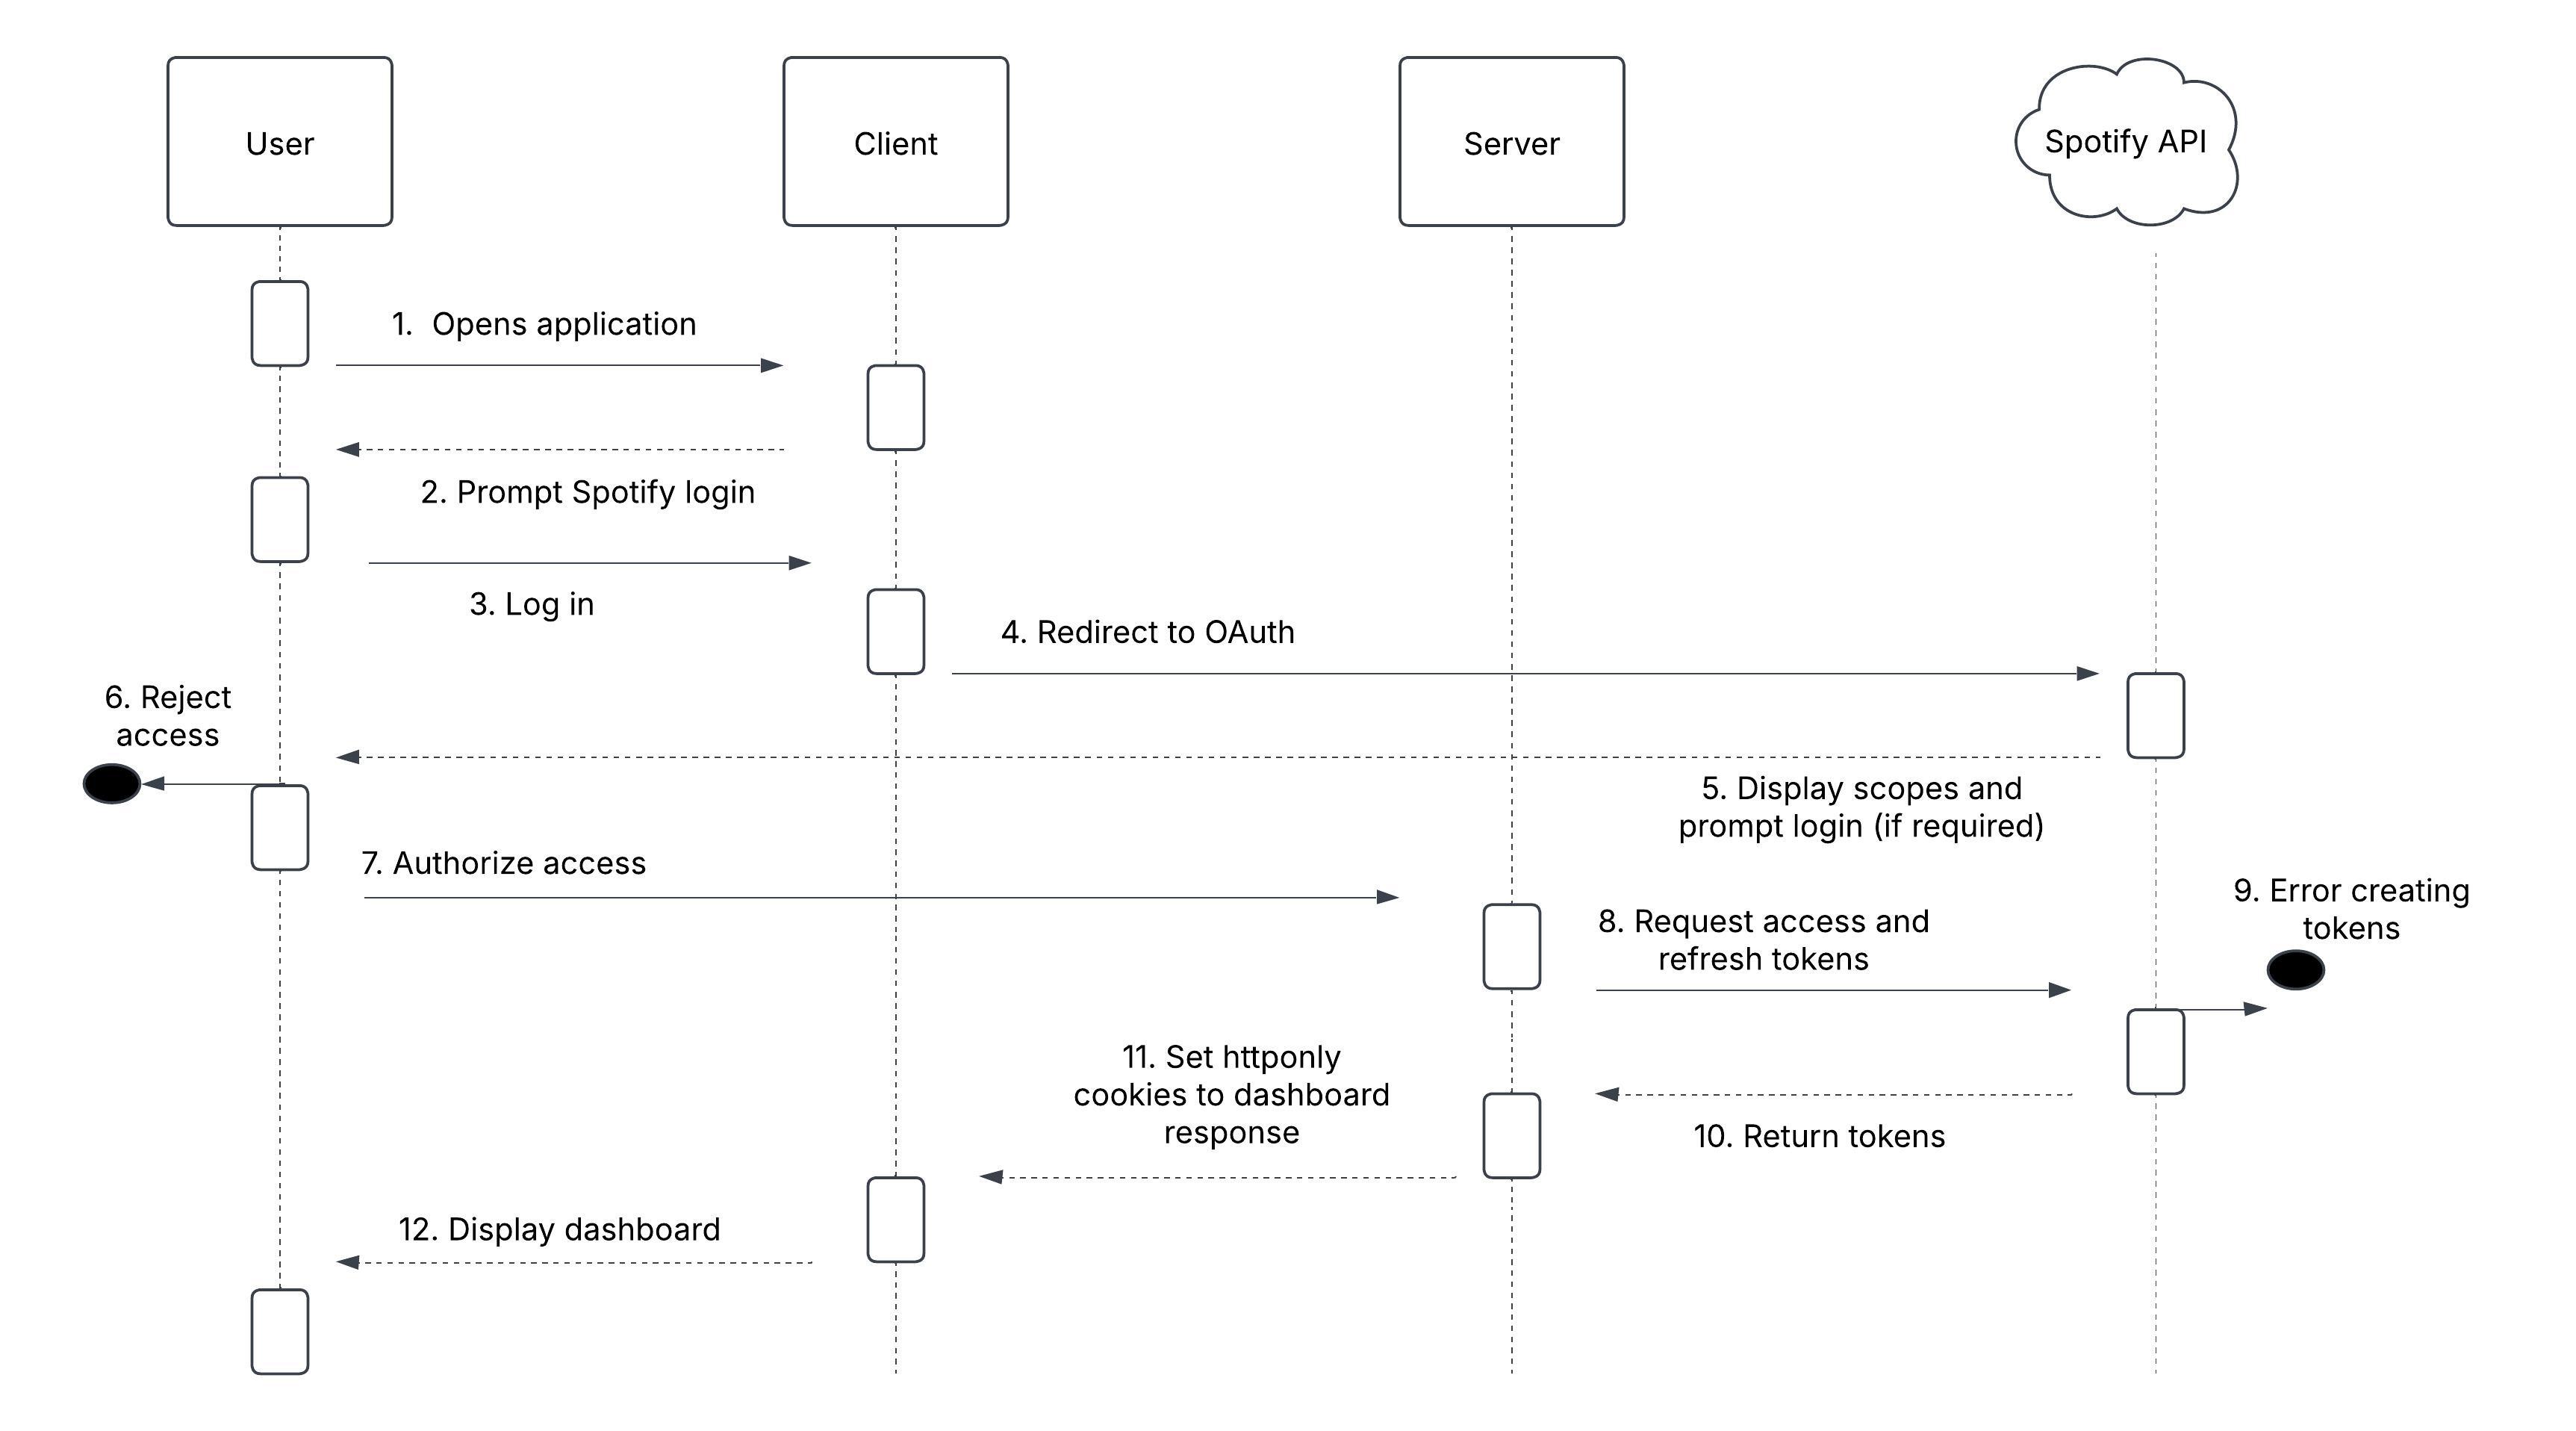 User
Client
Server
Spotify API
1. Opens application
2. Prompt Spotify login
3. Log in
4. Redirect to OAuth
6. Reject
access
5. Display scopes and
prompt login (if required)
7. Authorize access
8. Request access and
refresh tokens
9. Error creating
tokens
10. Return tokens
11. Set httponly
cookies to dashboard
response
12. Display dashboard